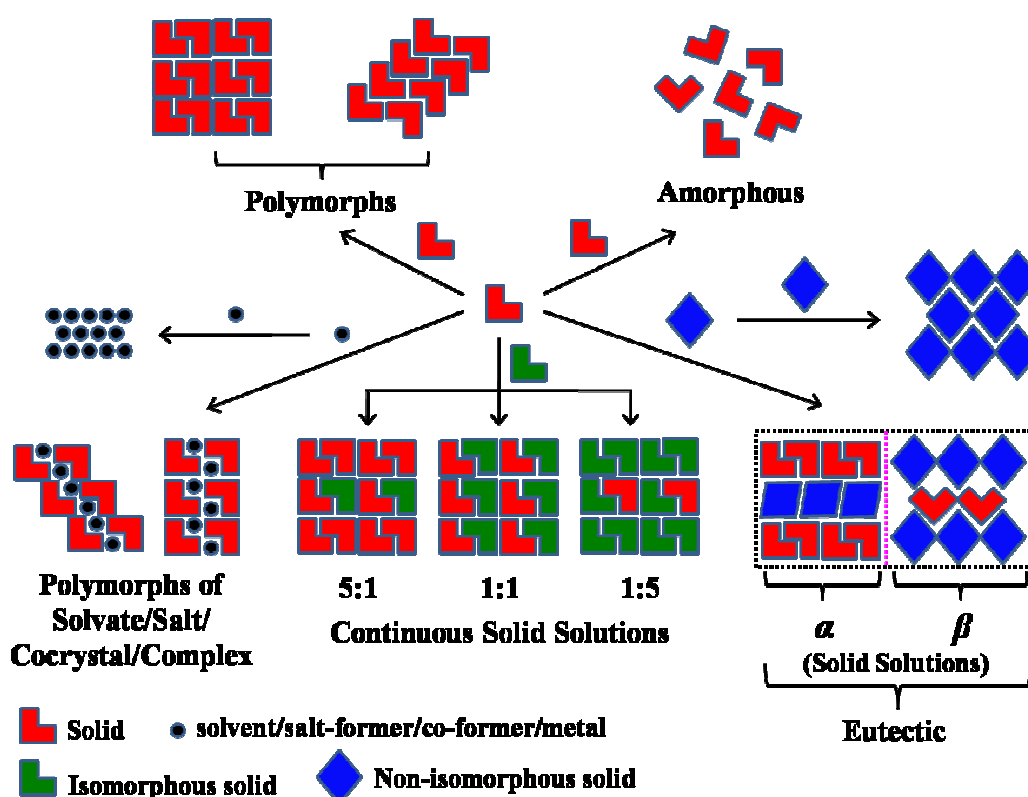 Polymorphs
Amorphous
Polymorphs of
Solvate/Salt/
Cocrystal/Complex
5:1
1:1
1:5
Continuous Solid Solutions
α
β
(Solid Solutions)
Eutectic
Solid
solvent/salt-former/co-former/metal
Isomorphous solid
Non-isomorphous solid